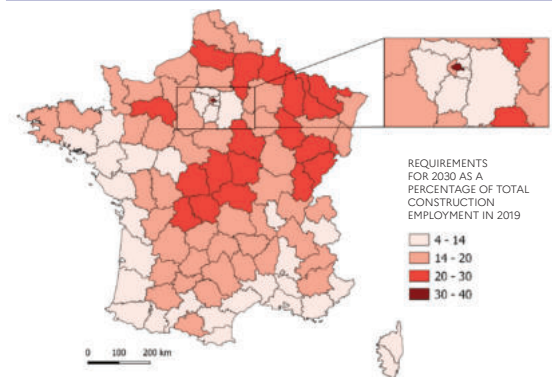 REQUIREMENTS
FOR 2030 AS A
PERCENTAGE OF TOTAL
CONSTRUCTION
EMPLOYMENT IN 2019
4 - 14
14 - 20
20 - 30
30 - 40
0 100 200 km